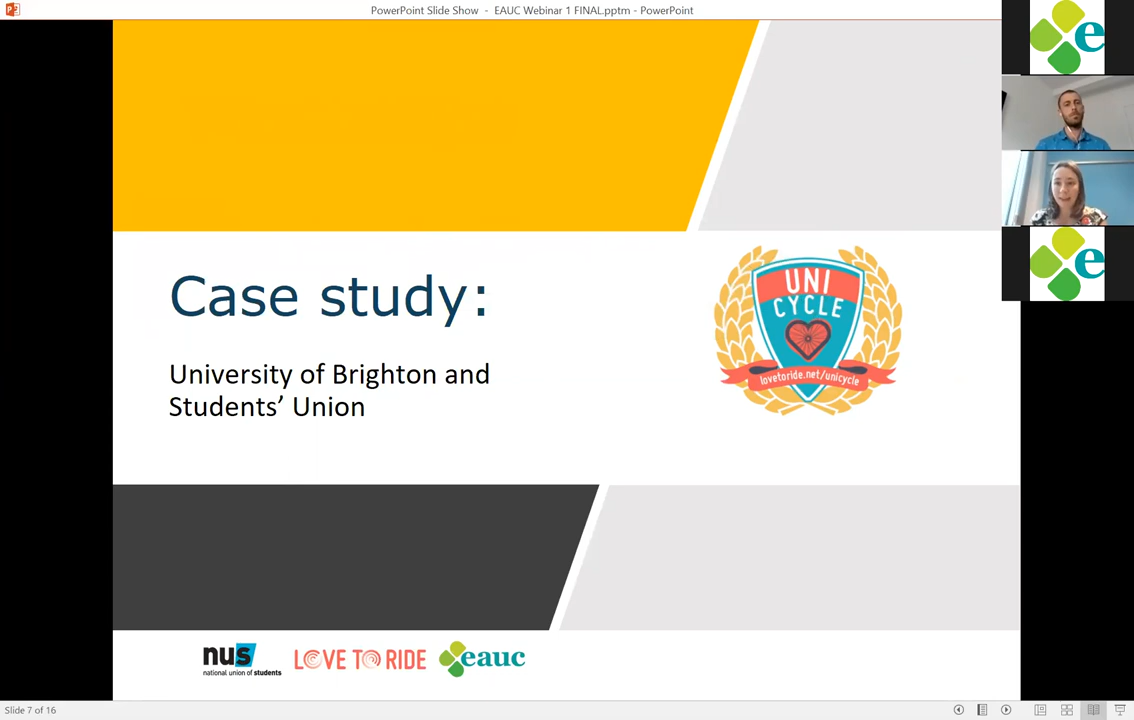 PowerPoint Slide Show - EAUC Webinar 1 FINAL.pptm - PowerPoint
e
UNI
CYCLE
lovetoride.net/unicycle
Case study:
University of Brighton and
Students’ Union
e
nus
national union of students
LOVE TO RIDE
eauc
Slide 7 of 16